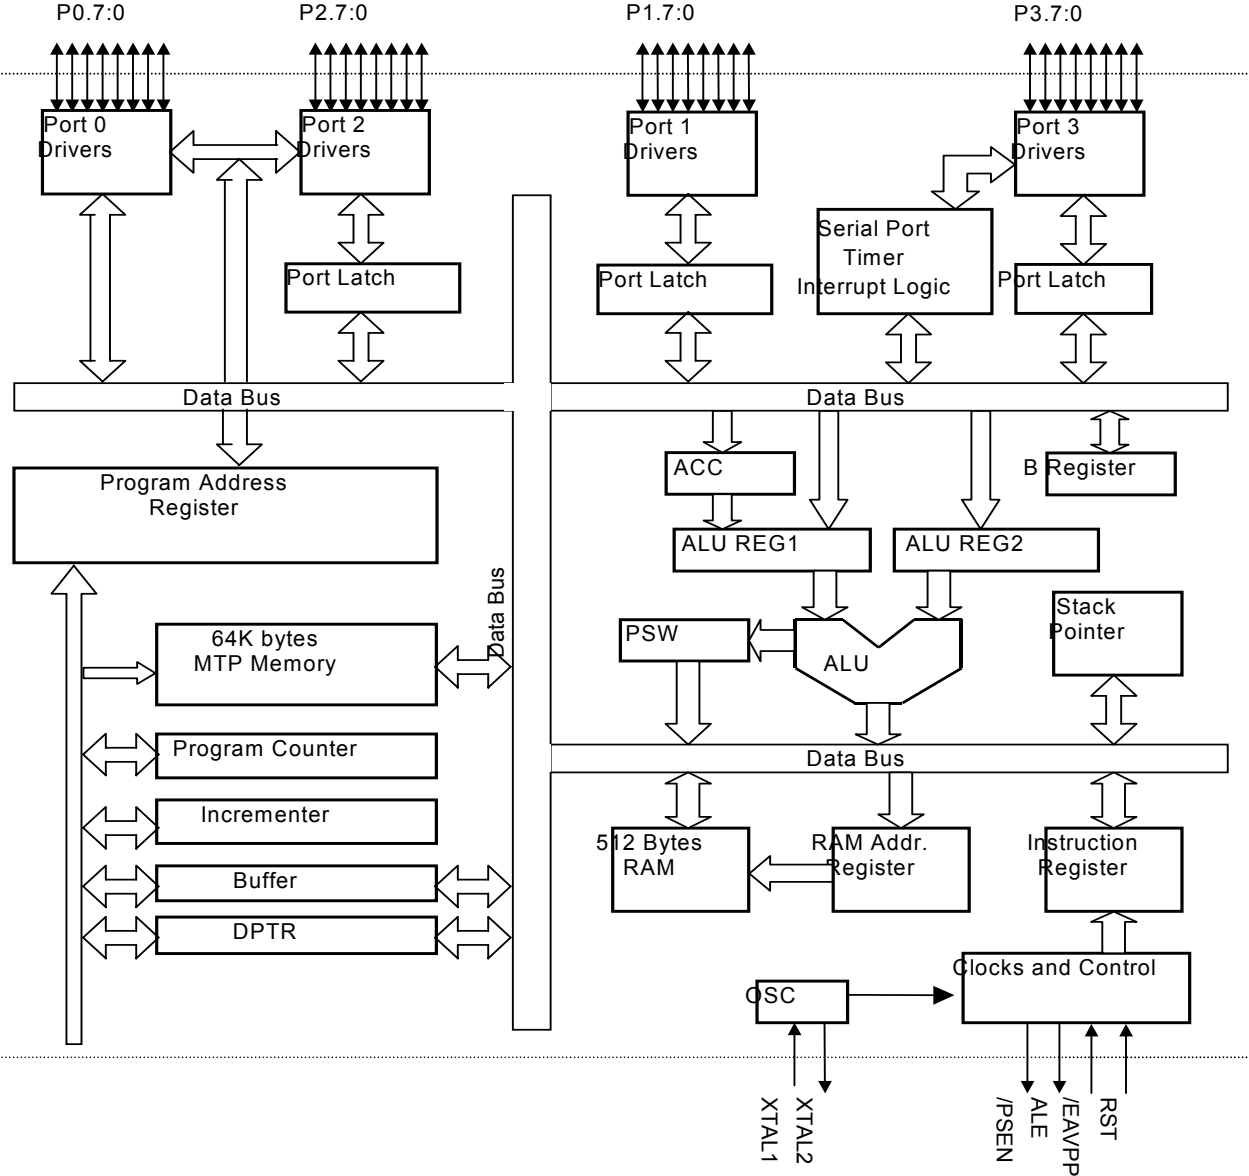 P0.7:0
P2.7:0
P1.7:0
P3.7:0
Port 0
Drivers
Port 2
Drivers
Port 1
Drivers
Port 3
Drivers
Port Latch
Port Latch
Serial Port
Timer
Interrupt Logic
Port Latch
Data Bus
Data Bus
Program Address
Register
ACC
B Register
ALU REG1
ALU REG2
Data Bus
64K bytes
MTP Memory
PSW
ALU
Stack
Pointer
Program Counter
Data Bus
Incrementer
Buffer
DPTR
512 Bytes
RAM
RAM Addr.
Register
Instruction
Register
OSC
Clocks and Control
XTAL1
XTAL2
/PSEN
ALE
/EAVPP
RST